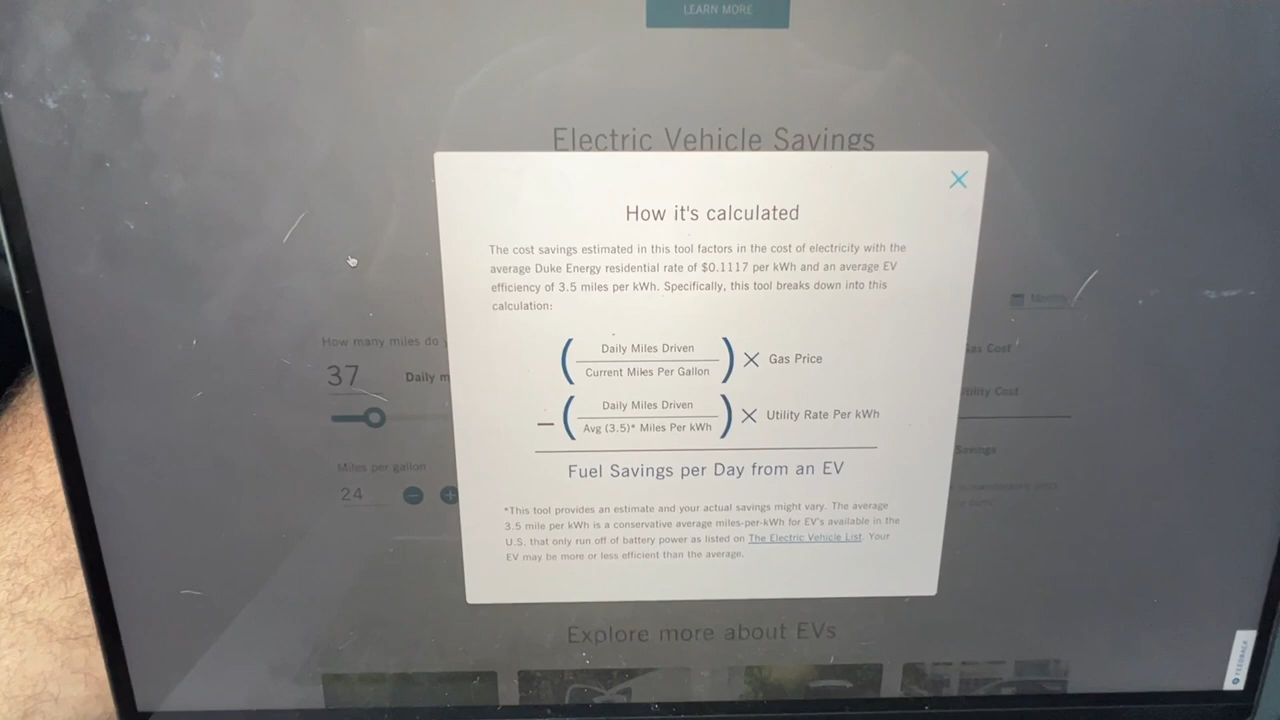 LEARN MORE
Electric Vehicle Savings
How it's calculated
The cost savings estimated in this tool factors in the cost of electricity with the
average Duke Energy residential rate of $0.1117 per kWh and an average EV
efficiency of 3.5 miles per kWh. Specifically, this tool breaks down into this
calculation:
Daily Miles Driven
Current Miles Per Gallon
× Gas Price
− Daily Miles Driven
Avg (3.5)* Miles Per kWh
× Utility Rate Per kWh
Fuel Savings per Day from an EV
*This tool provides an estimate and your actual savings might vary. The average
3.5 mile per kWh is a conservative average miles-per-kWh for EV's available in the
U.S. that only run off of battery power as listed on The Electric Vehicle List. Your
EV may be more or less efficient than the average.
How many miles do
37 Daily
Miles per gallon
24
Cost
Cost
Savings
Explore more about EVs
FEEDBACK